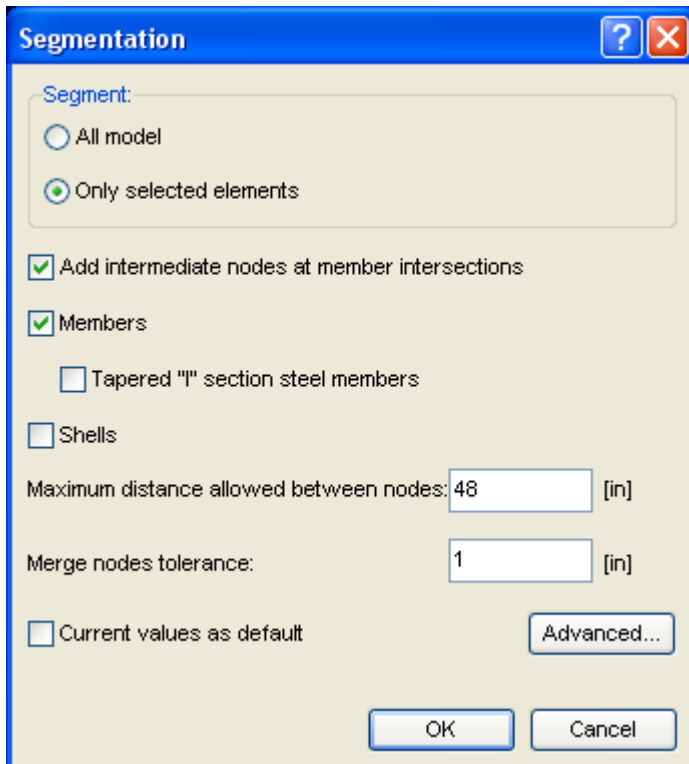 Segmentation
Segment:
All model
Only selected elements
Add intermediate nodes at member intersections
Members
Tapered "I" section steel members
Shells
Maximum distance allowed between nodes: 48 [in]
Merge nodes tolerance: 1 [in]
Current values as default Advanced...
OK Cancel